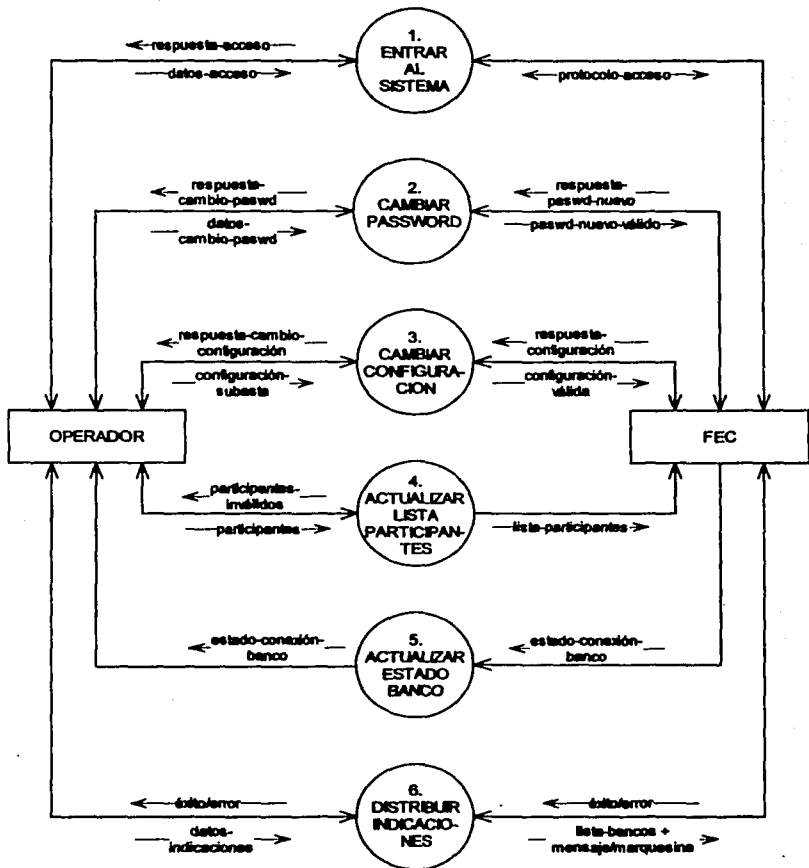 1.
ENTRAR
AL
SISTEMA
respuesta-acceso
datos-acceso
protocolo-acceso
2.
CAMBIAR
PASSWORD
respuesta-
cambio-paswd
datos-
cambio-paswd
respuesta-
paswd-nuevo
paswd-nuevo-válido
3.
CAMBIAR
CONFIGURA-
CION
respuesta-cambio-
configuración
configuración-
subasta
respuesta-
configuración
configuración-
válida
OPERADOR
FEC
4.
ACTUALIZAR
LISTA
PARTICIPAN-
TES
participantes-
inválidos
participantes
lista-participantes
5.
ACTUALIZAR
ESTADO
BANCO
estado-conexión-
banco
estado-conexión-
banco
6.
DISTRIBUIR
INDICACIO-
NES
éxito/error
datos-
indicaciones
éxito/error
lista-bancos +
mensaje/marquesina